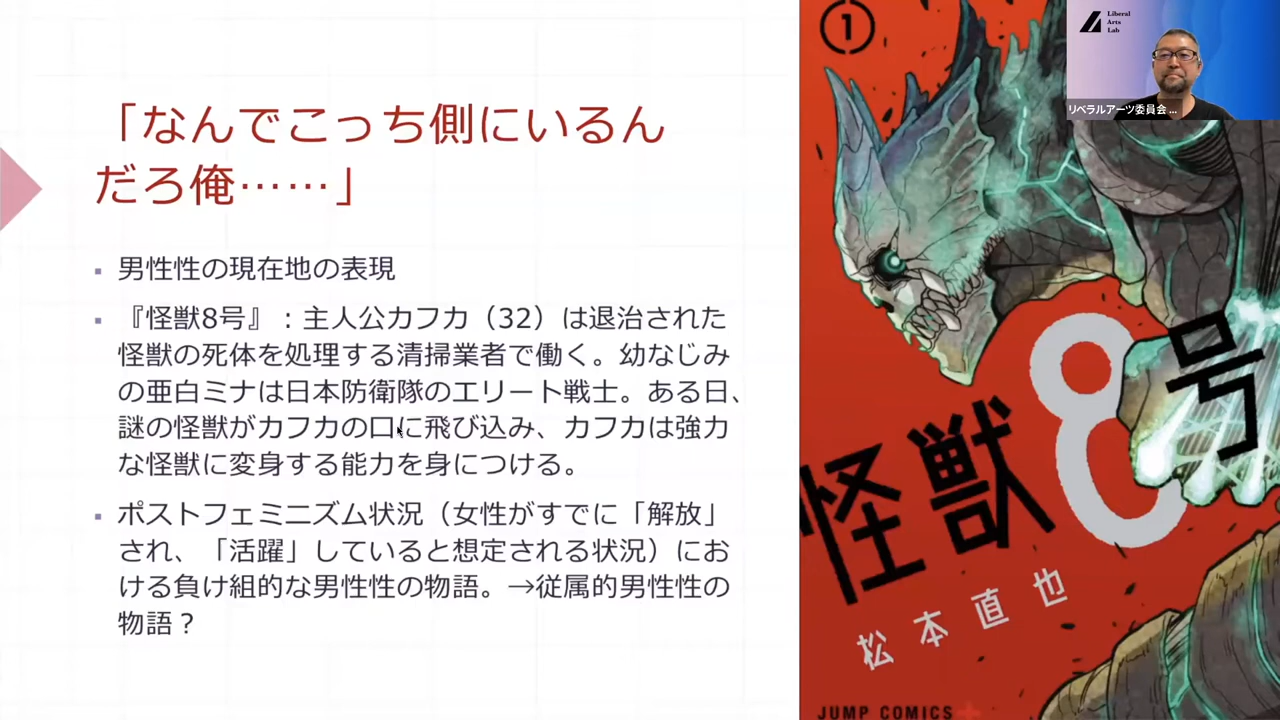 「なんでこっち側にいるん
だろ俺……」
▪ 男性性の現在地の表現
▪ 『怪獣8号』：主人公カフカ（32）は退治された
怪獣の死体を処理する清掃業者で働く。幼なじみ
の亜白ミナは日本防衛隊のエリート戦士。ある日、
謎の怪獣がカフカの口に飛び込み、カフカは強力
な怪獣に変身する能力を身につける。
▪ ポストフェミニズム状況（女性がすでに「解放」
され、「活躍」していると想定される状況）にお
ける負け組的な男性性の物語。→従属的男性性の
物語？
1
怪獣8号
松本直也
JUMP COMICS+
Liberal
Arts
Lab
リベラルアーツ委員会 ...